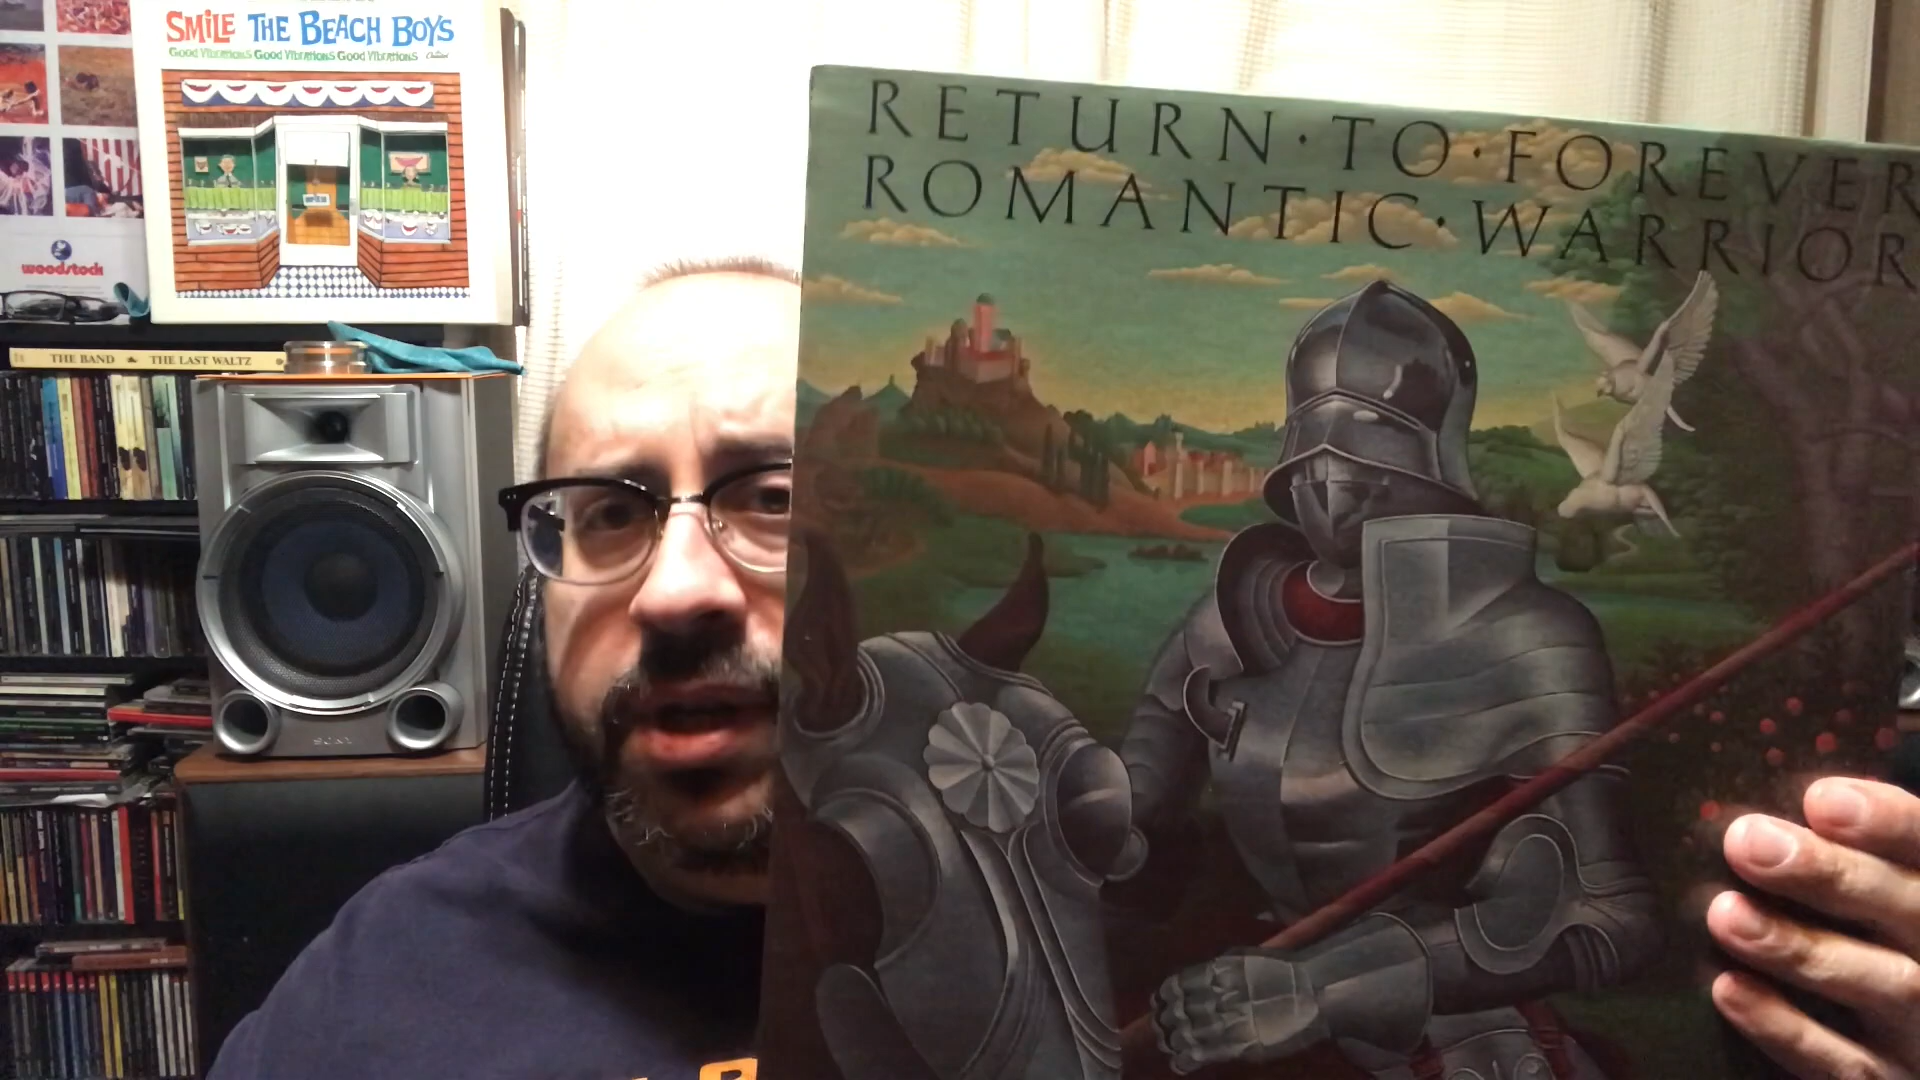 SMiLE THE BEACH BOYS
Good Vibrations Good Vibrations Good Vibrations
woodstock
THE BAND THE LAST WALTZ
SONY
RETURN·TO·FOREVER
ROMANTIC·WARRIOR